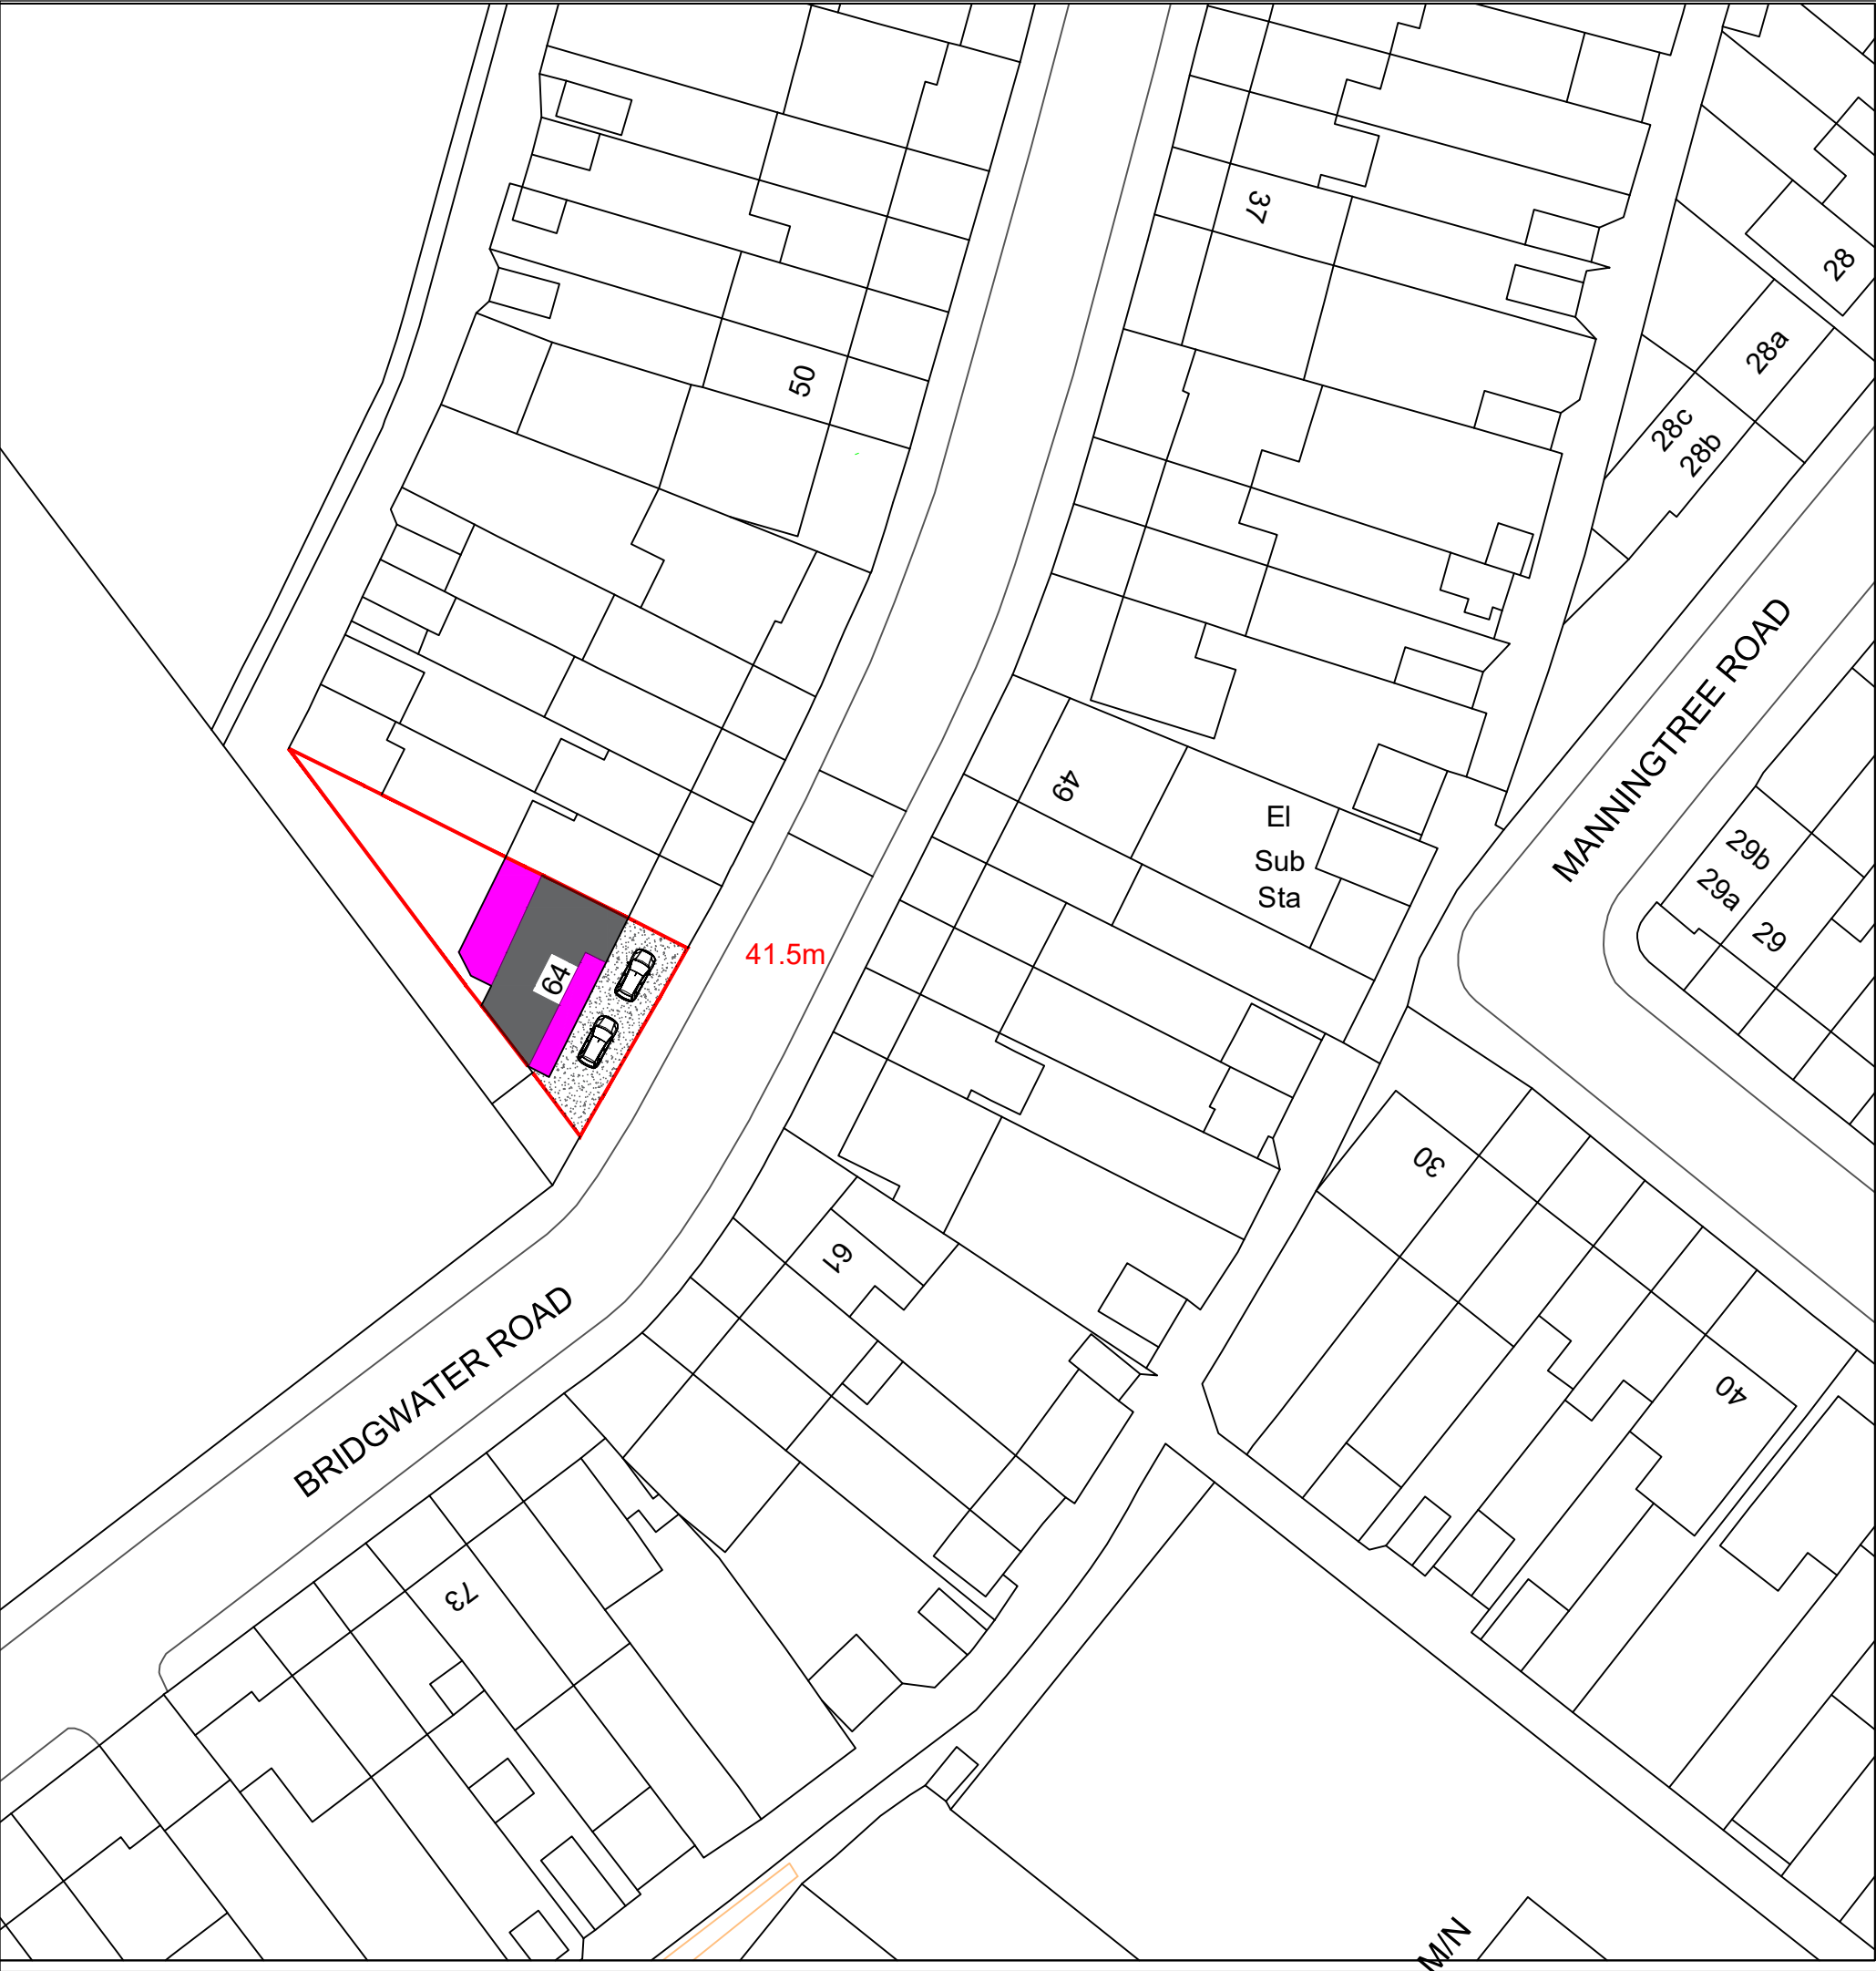 37
28
28a
50
28c
28b
MANNINGTREE ROAD
49
El
Sub
Sta
29b
29a
29
41.5m
64
30
61
BRIDGWATER ROAD
40
73
M/N